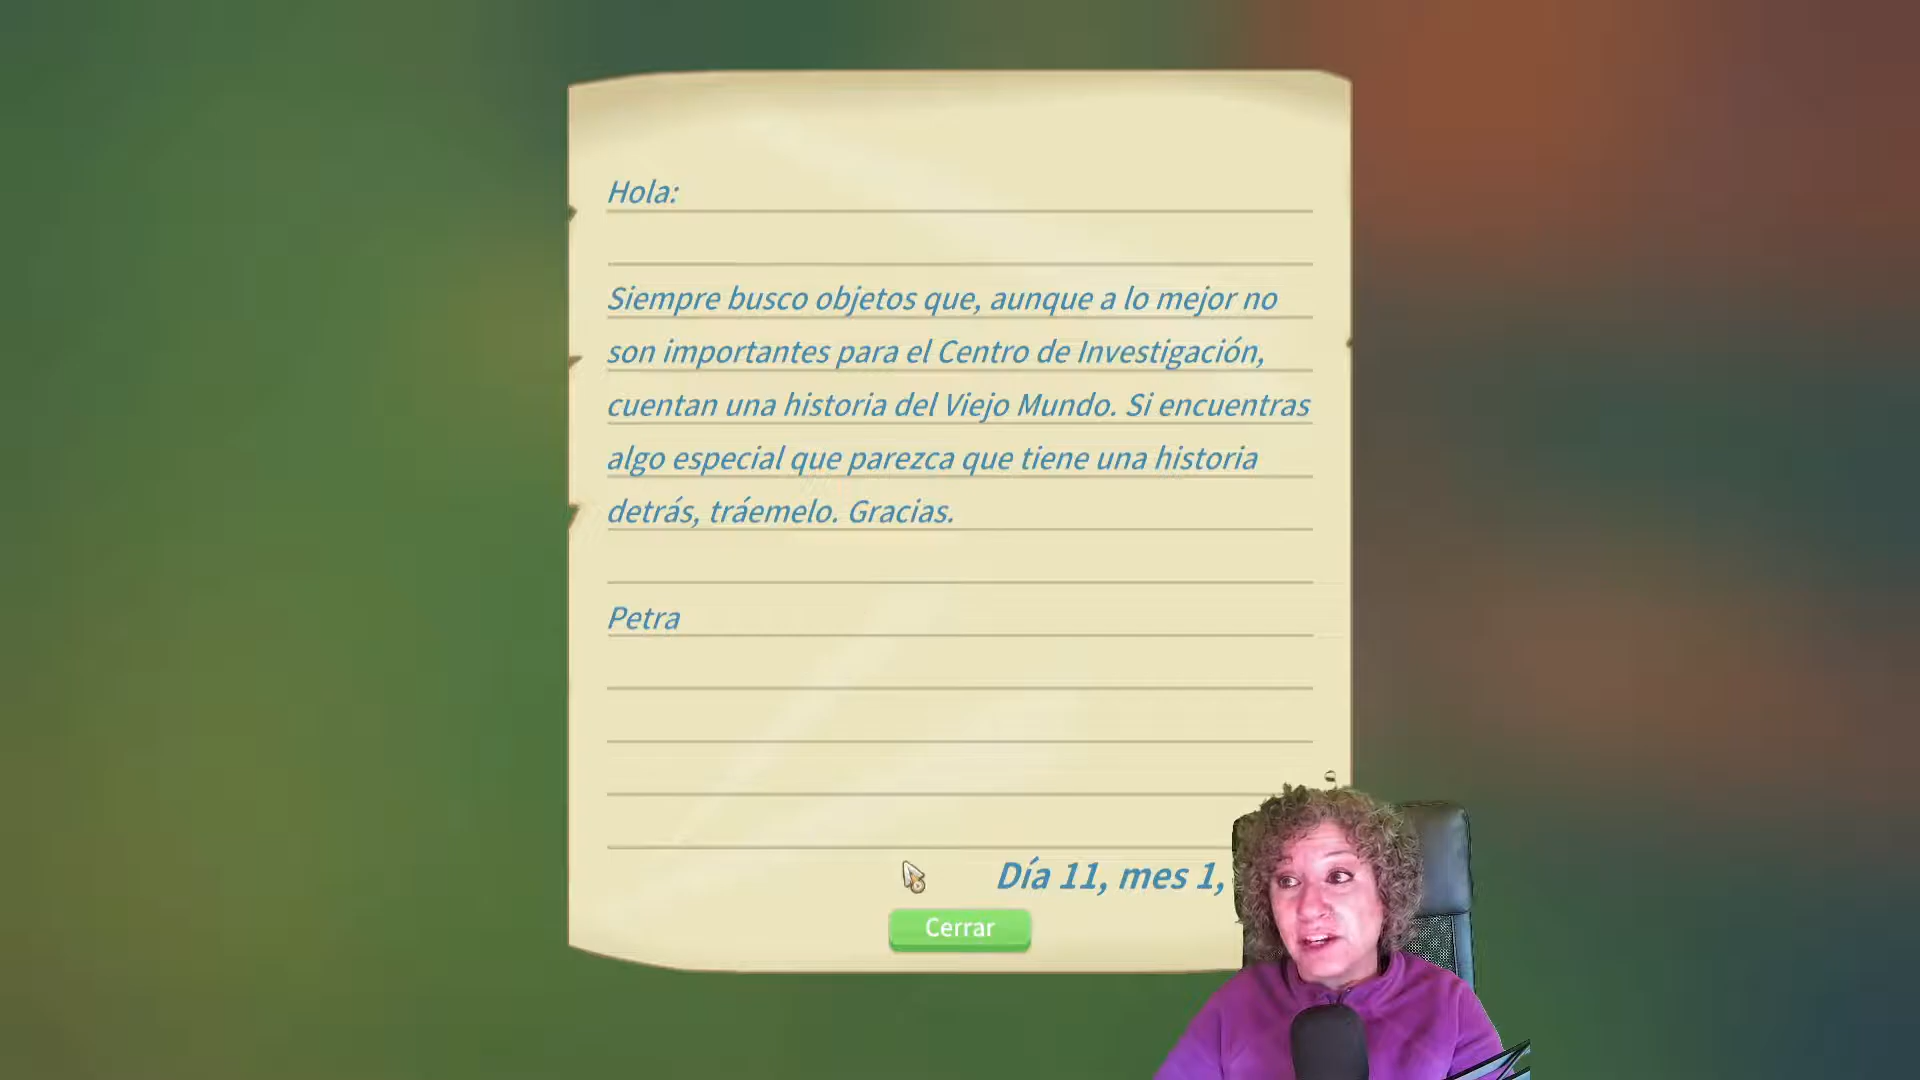 Hola:
Siempre busco objetos que, aunque a lo mejor no
son importantes para el Centro de Investigación,
cuentan una historia del Viejo Mundo. Si encuentras
algo especial que parezca que tiene una historia
detrás, tráemelo. Gracias.
Petra
Día 11, mes 1,
Cerrar